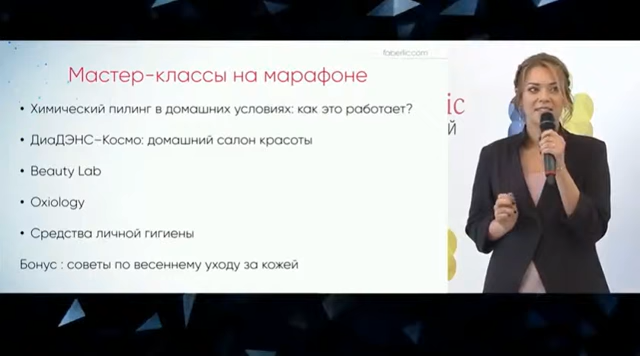 faberlic.com
Мастер-классы на марафоне
• Химический пилинг в домашних условиях: как это работает?
• ДиаДЭНС–Космо: домашний салон красоты
• Beauty Lab
• Oxiology
• Средства личной гигиены
Бонус : советы по весеннему уходу за кожей